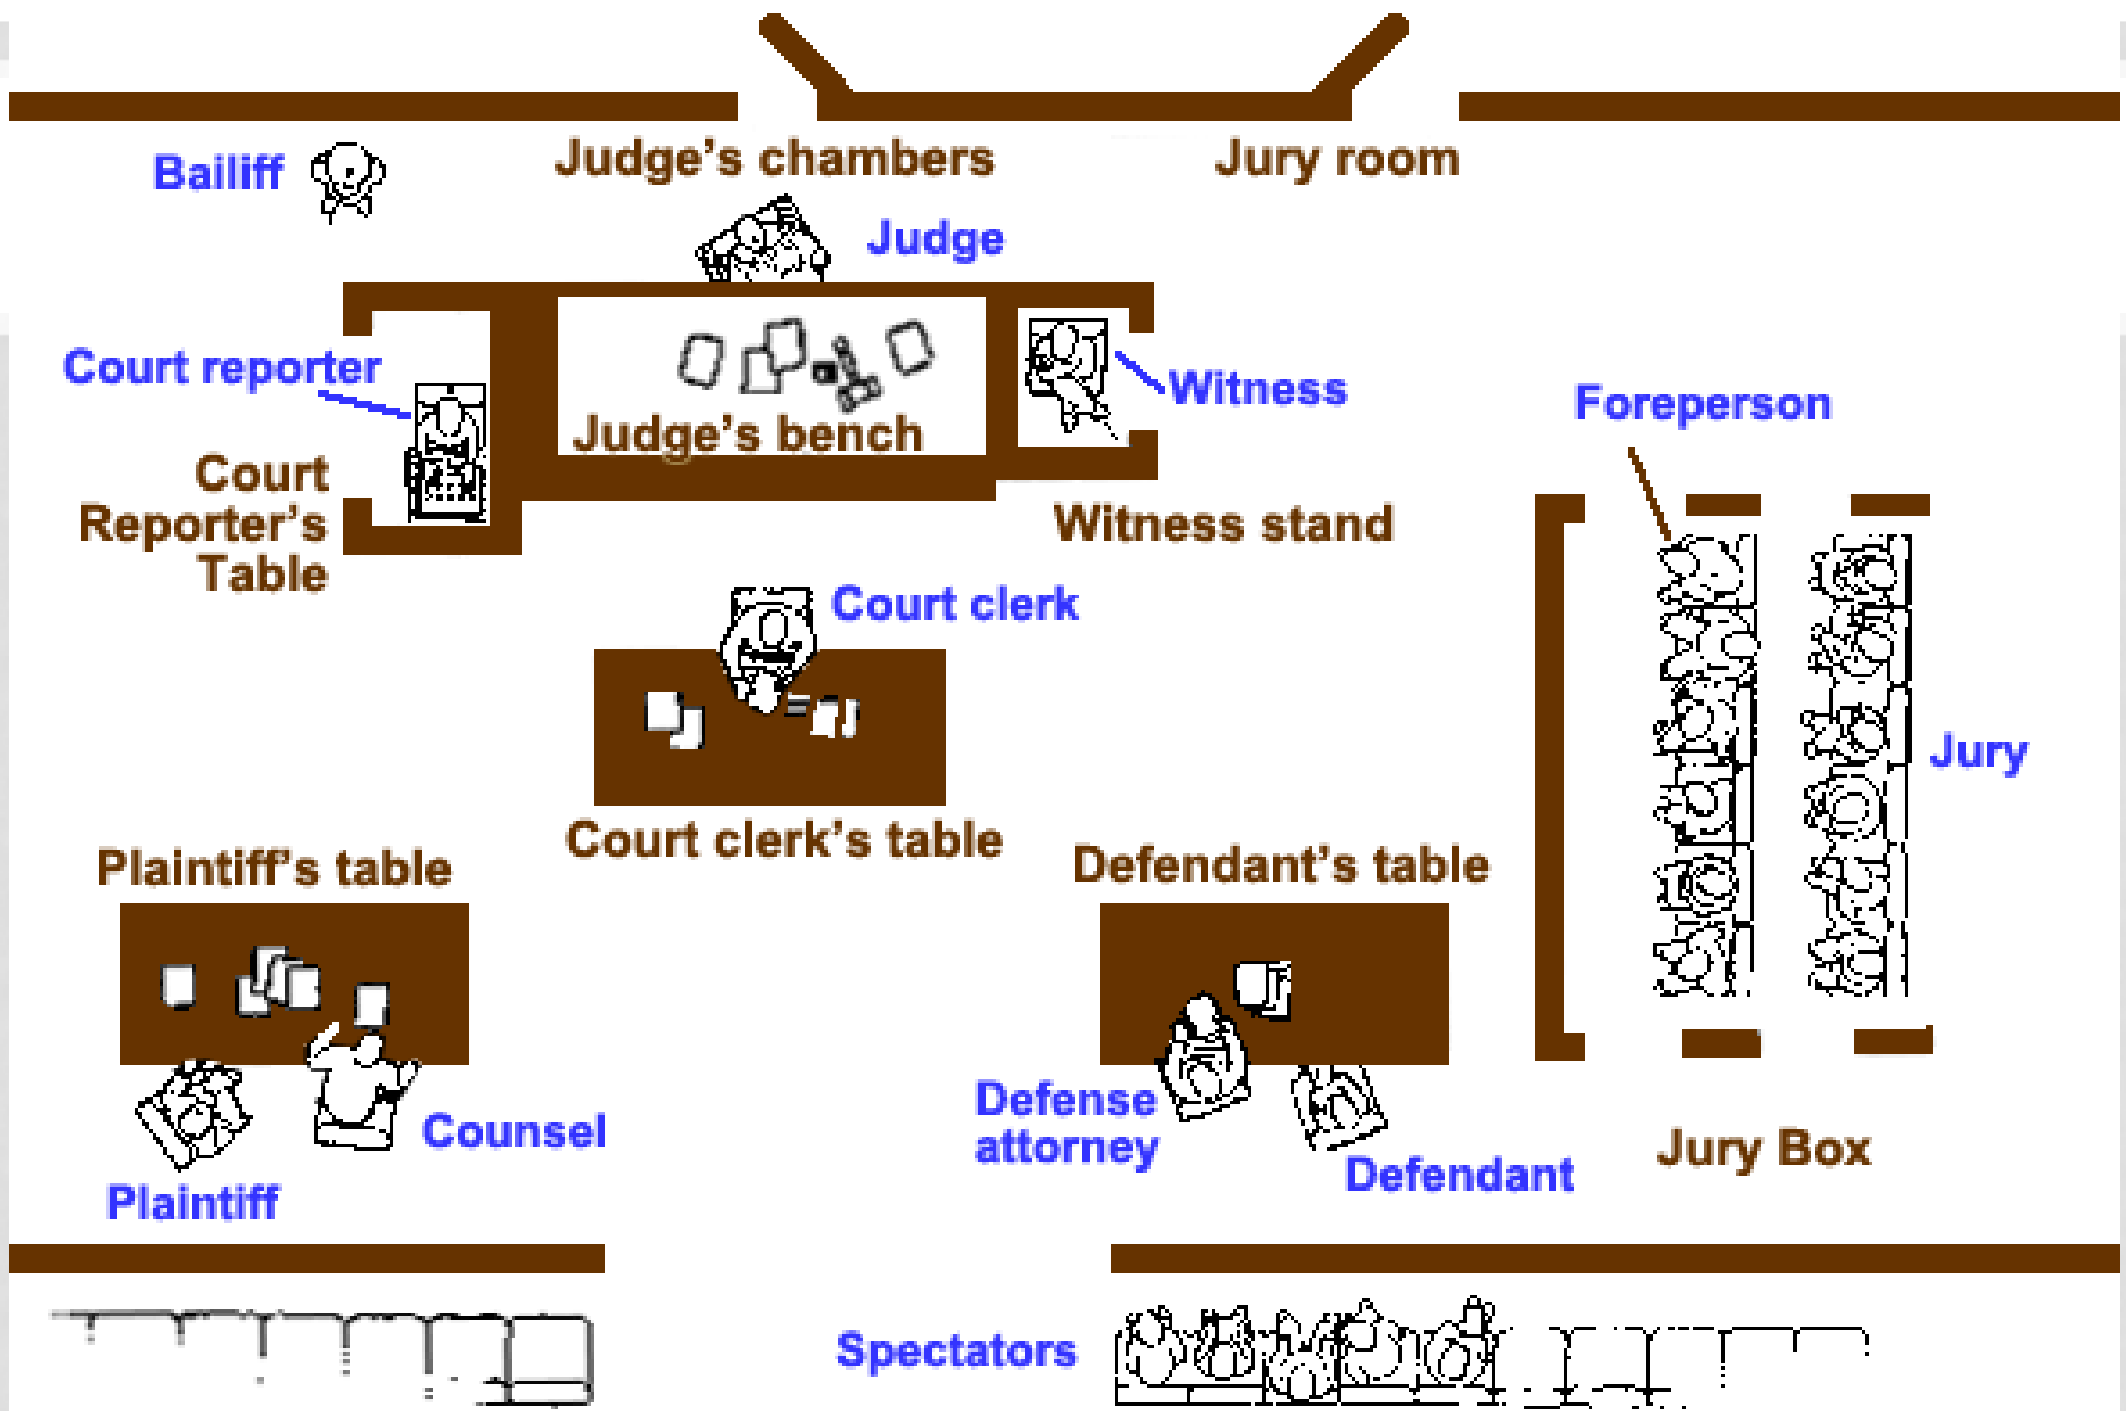 Judge’s chambers
Jury room
Bailiff
Judge
Court reporter
Witness
Foreperson
Judge’s bench
Court
Reporter’s
Table
Witness stand
Court clerk
Jury
Court clerk’s table
Plaintiff’s table
Defendant’s table
Defense
attorney
Counsel
Jury Box
Defendant
Plaintiff
Spectators